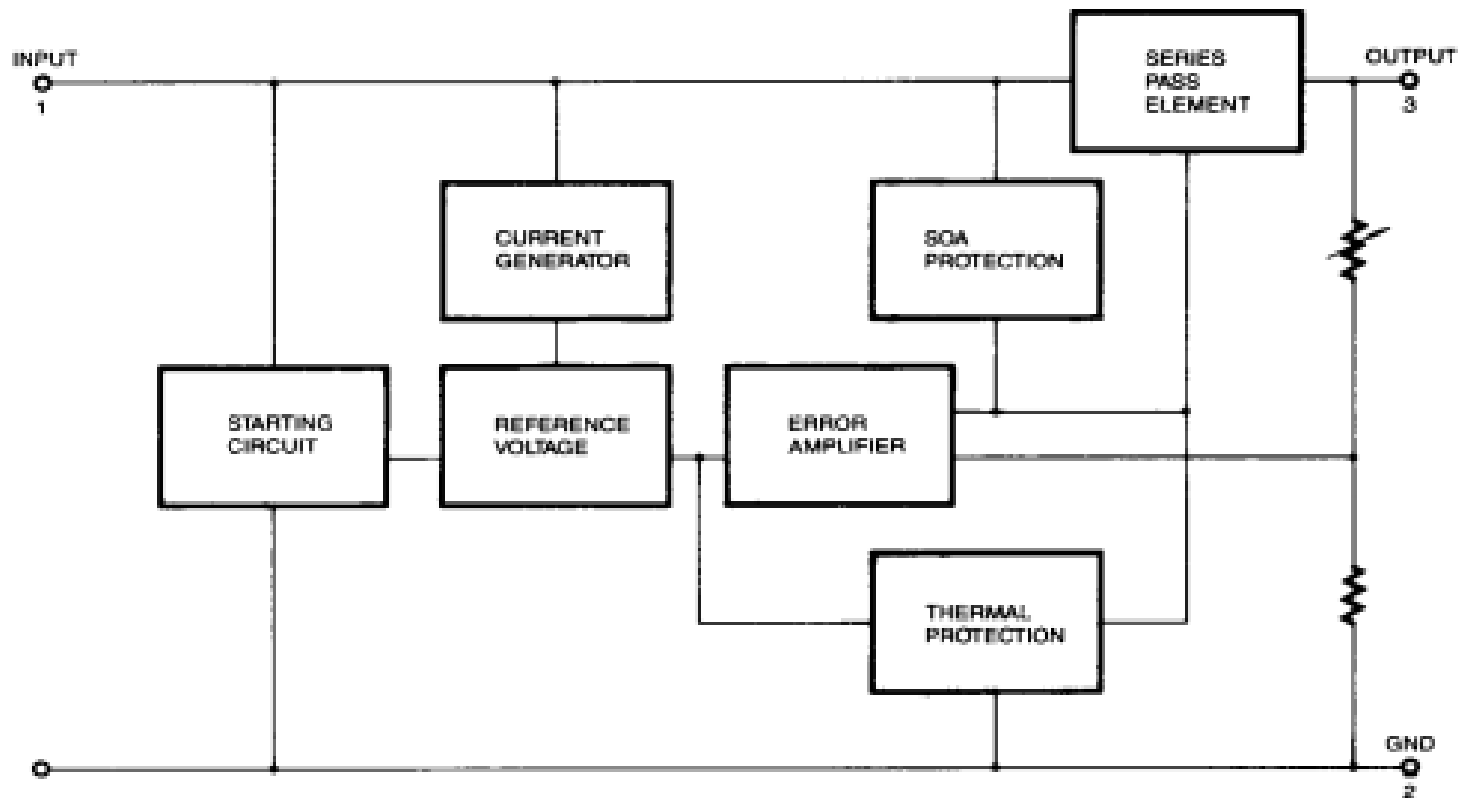 INPUT
1
SERIES
PASS
ELEMENT
OUTPUT
3
CURRENT
GENERATOR
SOA
PROTECTION
STARTING
CIRCUIT
REFERENCE
VOLTAGE
ERROR
AMPLIFIER
THERMAL
PROTECTION
GND
2